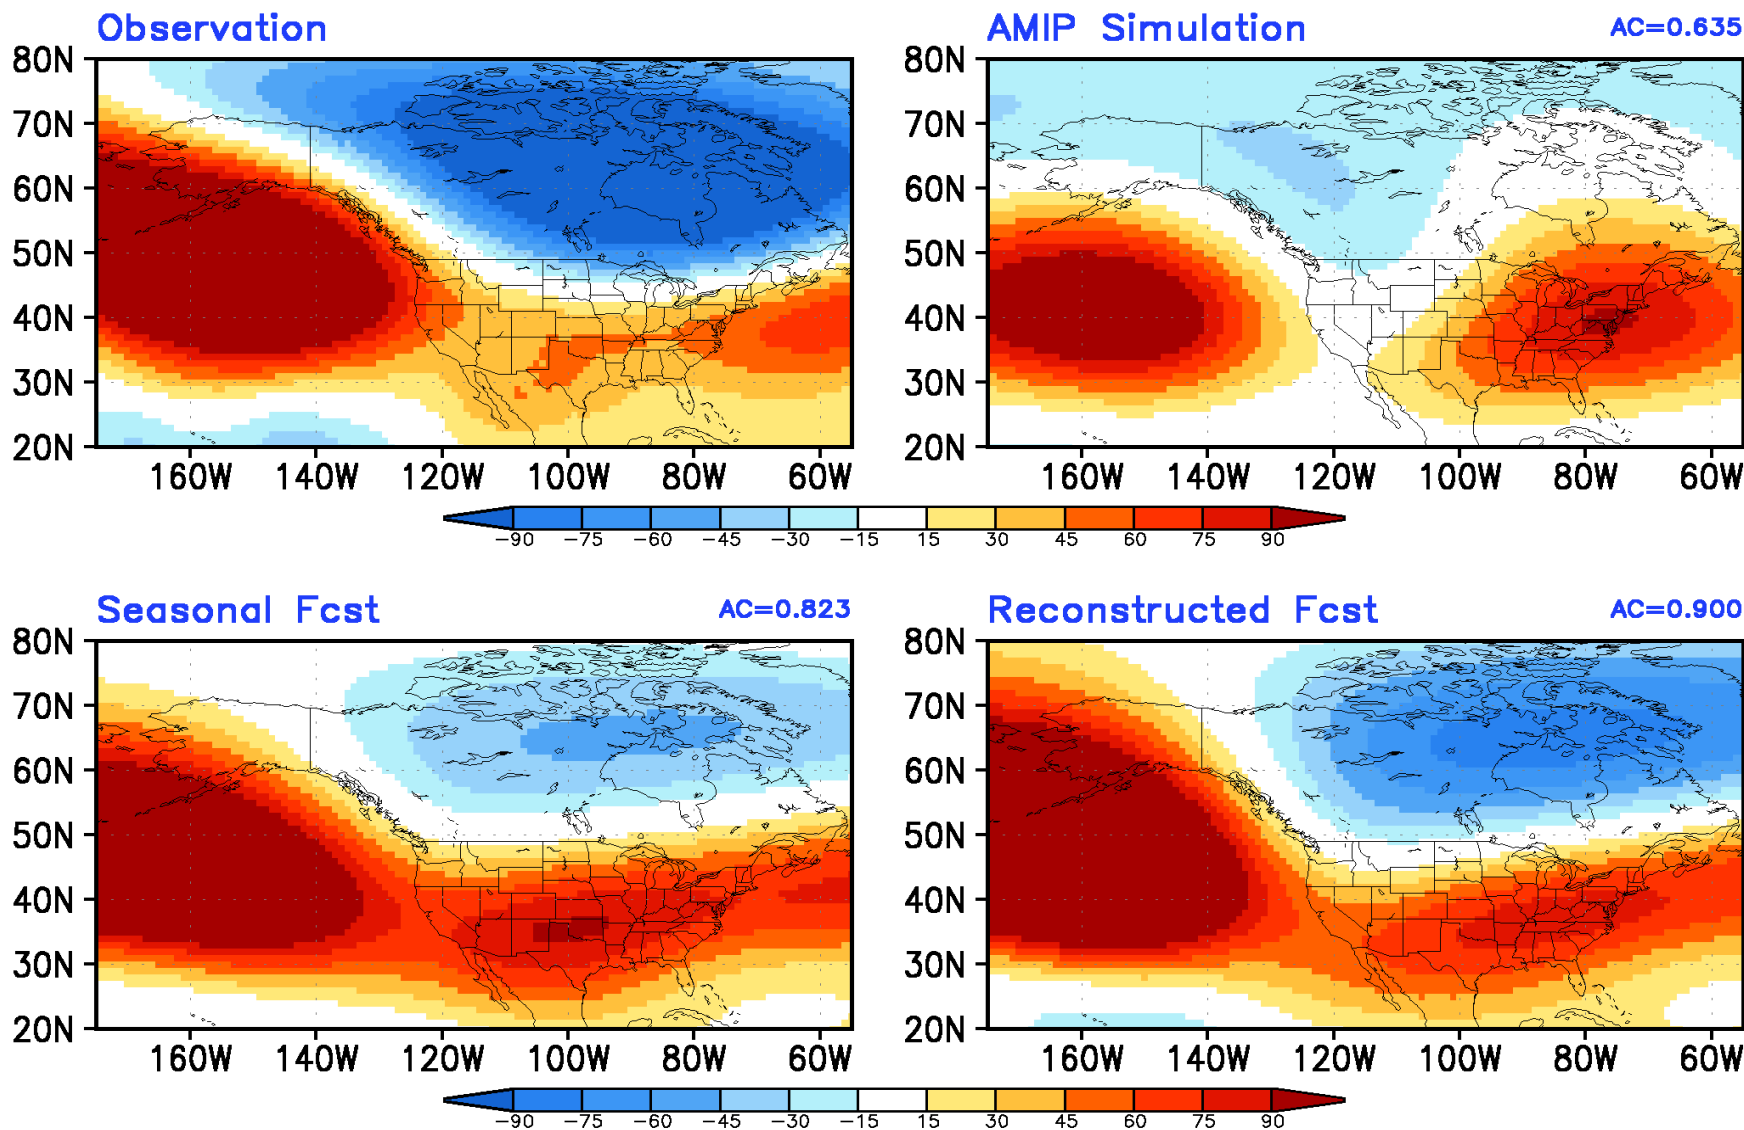 Observation
AMIP Simulation AC=0.635
80N 80N
70N 70N
60N 60N
50N 50N
40N 40N
30N 30N
20N 20N
160W 140W 120W 100W 80W 60W 160W 140W 120W 100W 80W 60W
−90 −75 −60 −45 −30 −15 15 30 45 60 75 90
Seasonal Fcst AC=0.823
Reconstructed Fcst AC=0.900
80N 80N
70N 70N
60N 60N
50N 50N
40N 40N
30N 30N
20N 20N
160W 140W 120W 100W 80W 60W 160W 140W 120W 100W 80W 60W
−90 −75 −60 −45 −30 −15 15 30 45 60 75 90